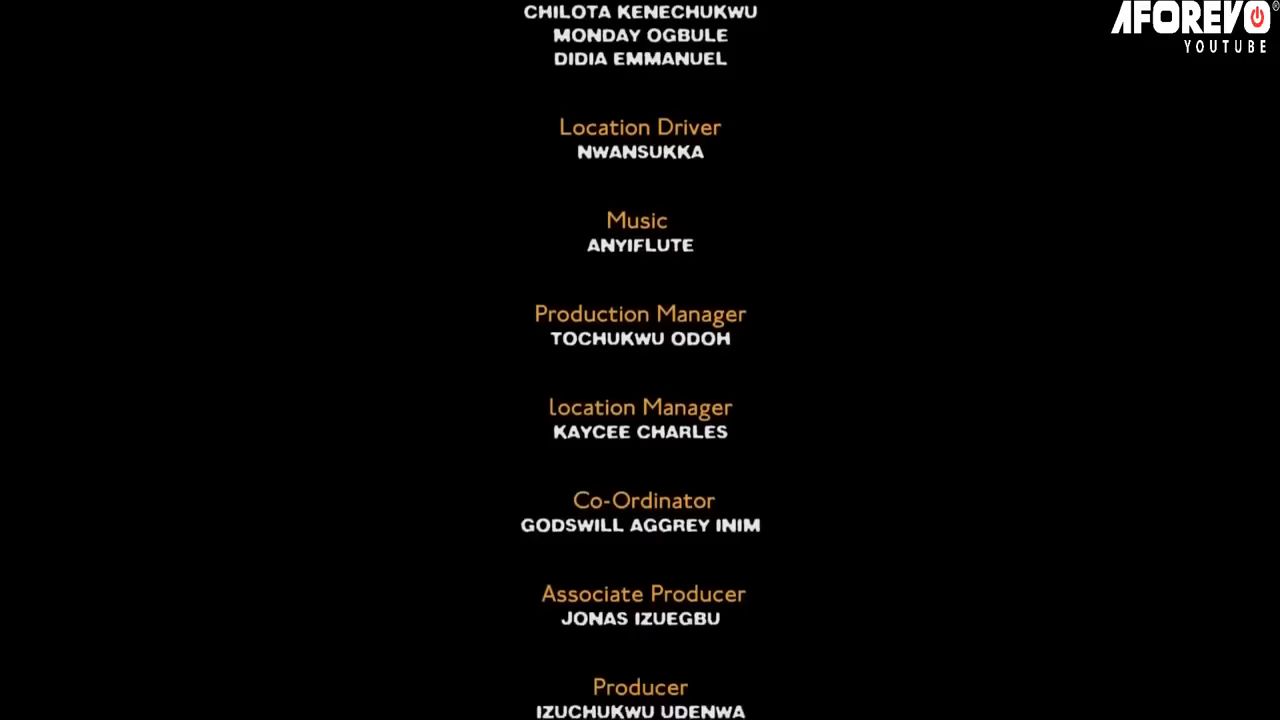 CHILOTA KENECHUKWU
MONDAY OGBULE
DIDIA EMMANUEL
AFOREVO®
YOUTUBE
Location Driver
NWANSUKKA
Music
ANYIFLUTE
Production Manager
TOCHUKWU ODOH
Location Manager
KAYCEE CHARLES
Co-Ordinator
GODSWILL AGGREY INIM
Associate Producer
JONAS IZUEGBU
Producer
IZUCHUKWU UDENWA